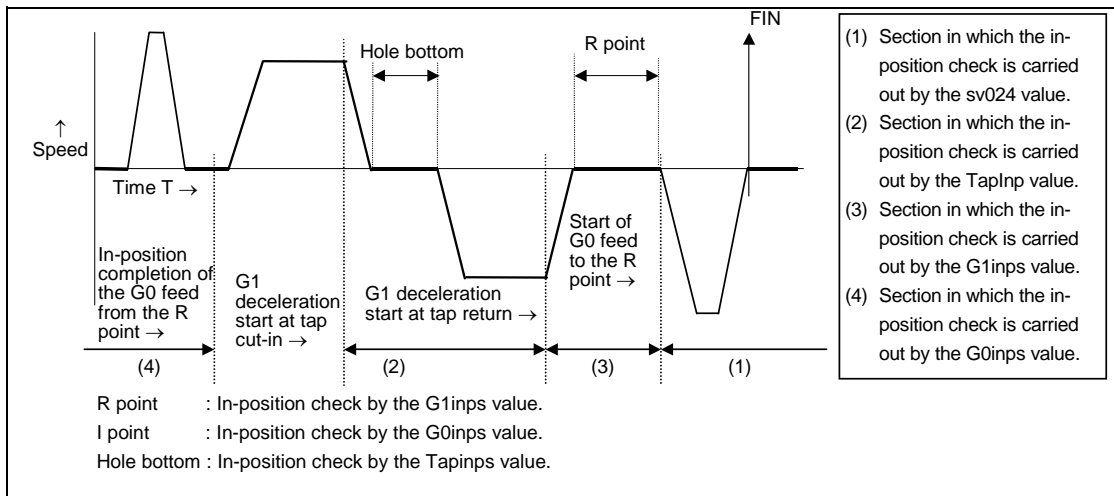 FIN
Hole bottom
R point
↑
Speed
Time T →
In-position
completion of
the G0 feed
from the R
point →
G1
deceleration
start at tap
cut-in →
G1 deceleration
start at tap return →
Start of
G0 feed
to the R
point →
(4)
(2)
(3)
(1)
R point : In-position check by the G1inps value.
I point : In-position check by the G0inps value.
Hole bottom : In-position check by the Tapinps value.
(1) Section in which the in-
position check is carried
out by the sv024 value.
(2) Section in which the in-
position check is carried
out by the TapInp value.
(3) Section in which the in-
position check is carried
out by the G1inps value.
(4) Section in which the in-
position check is carried
out by the G0inps value.